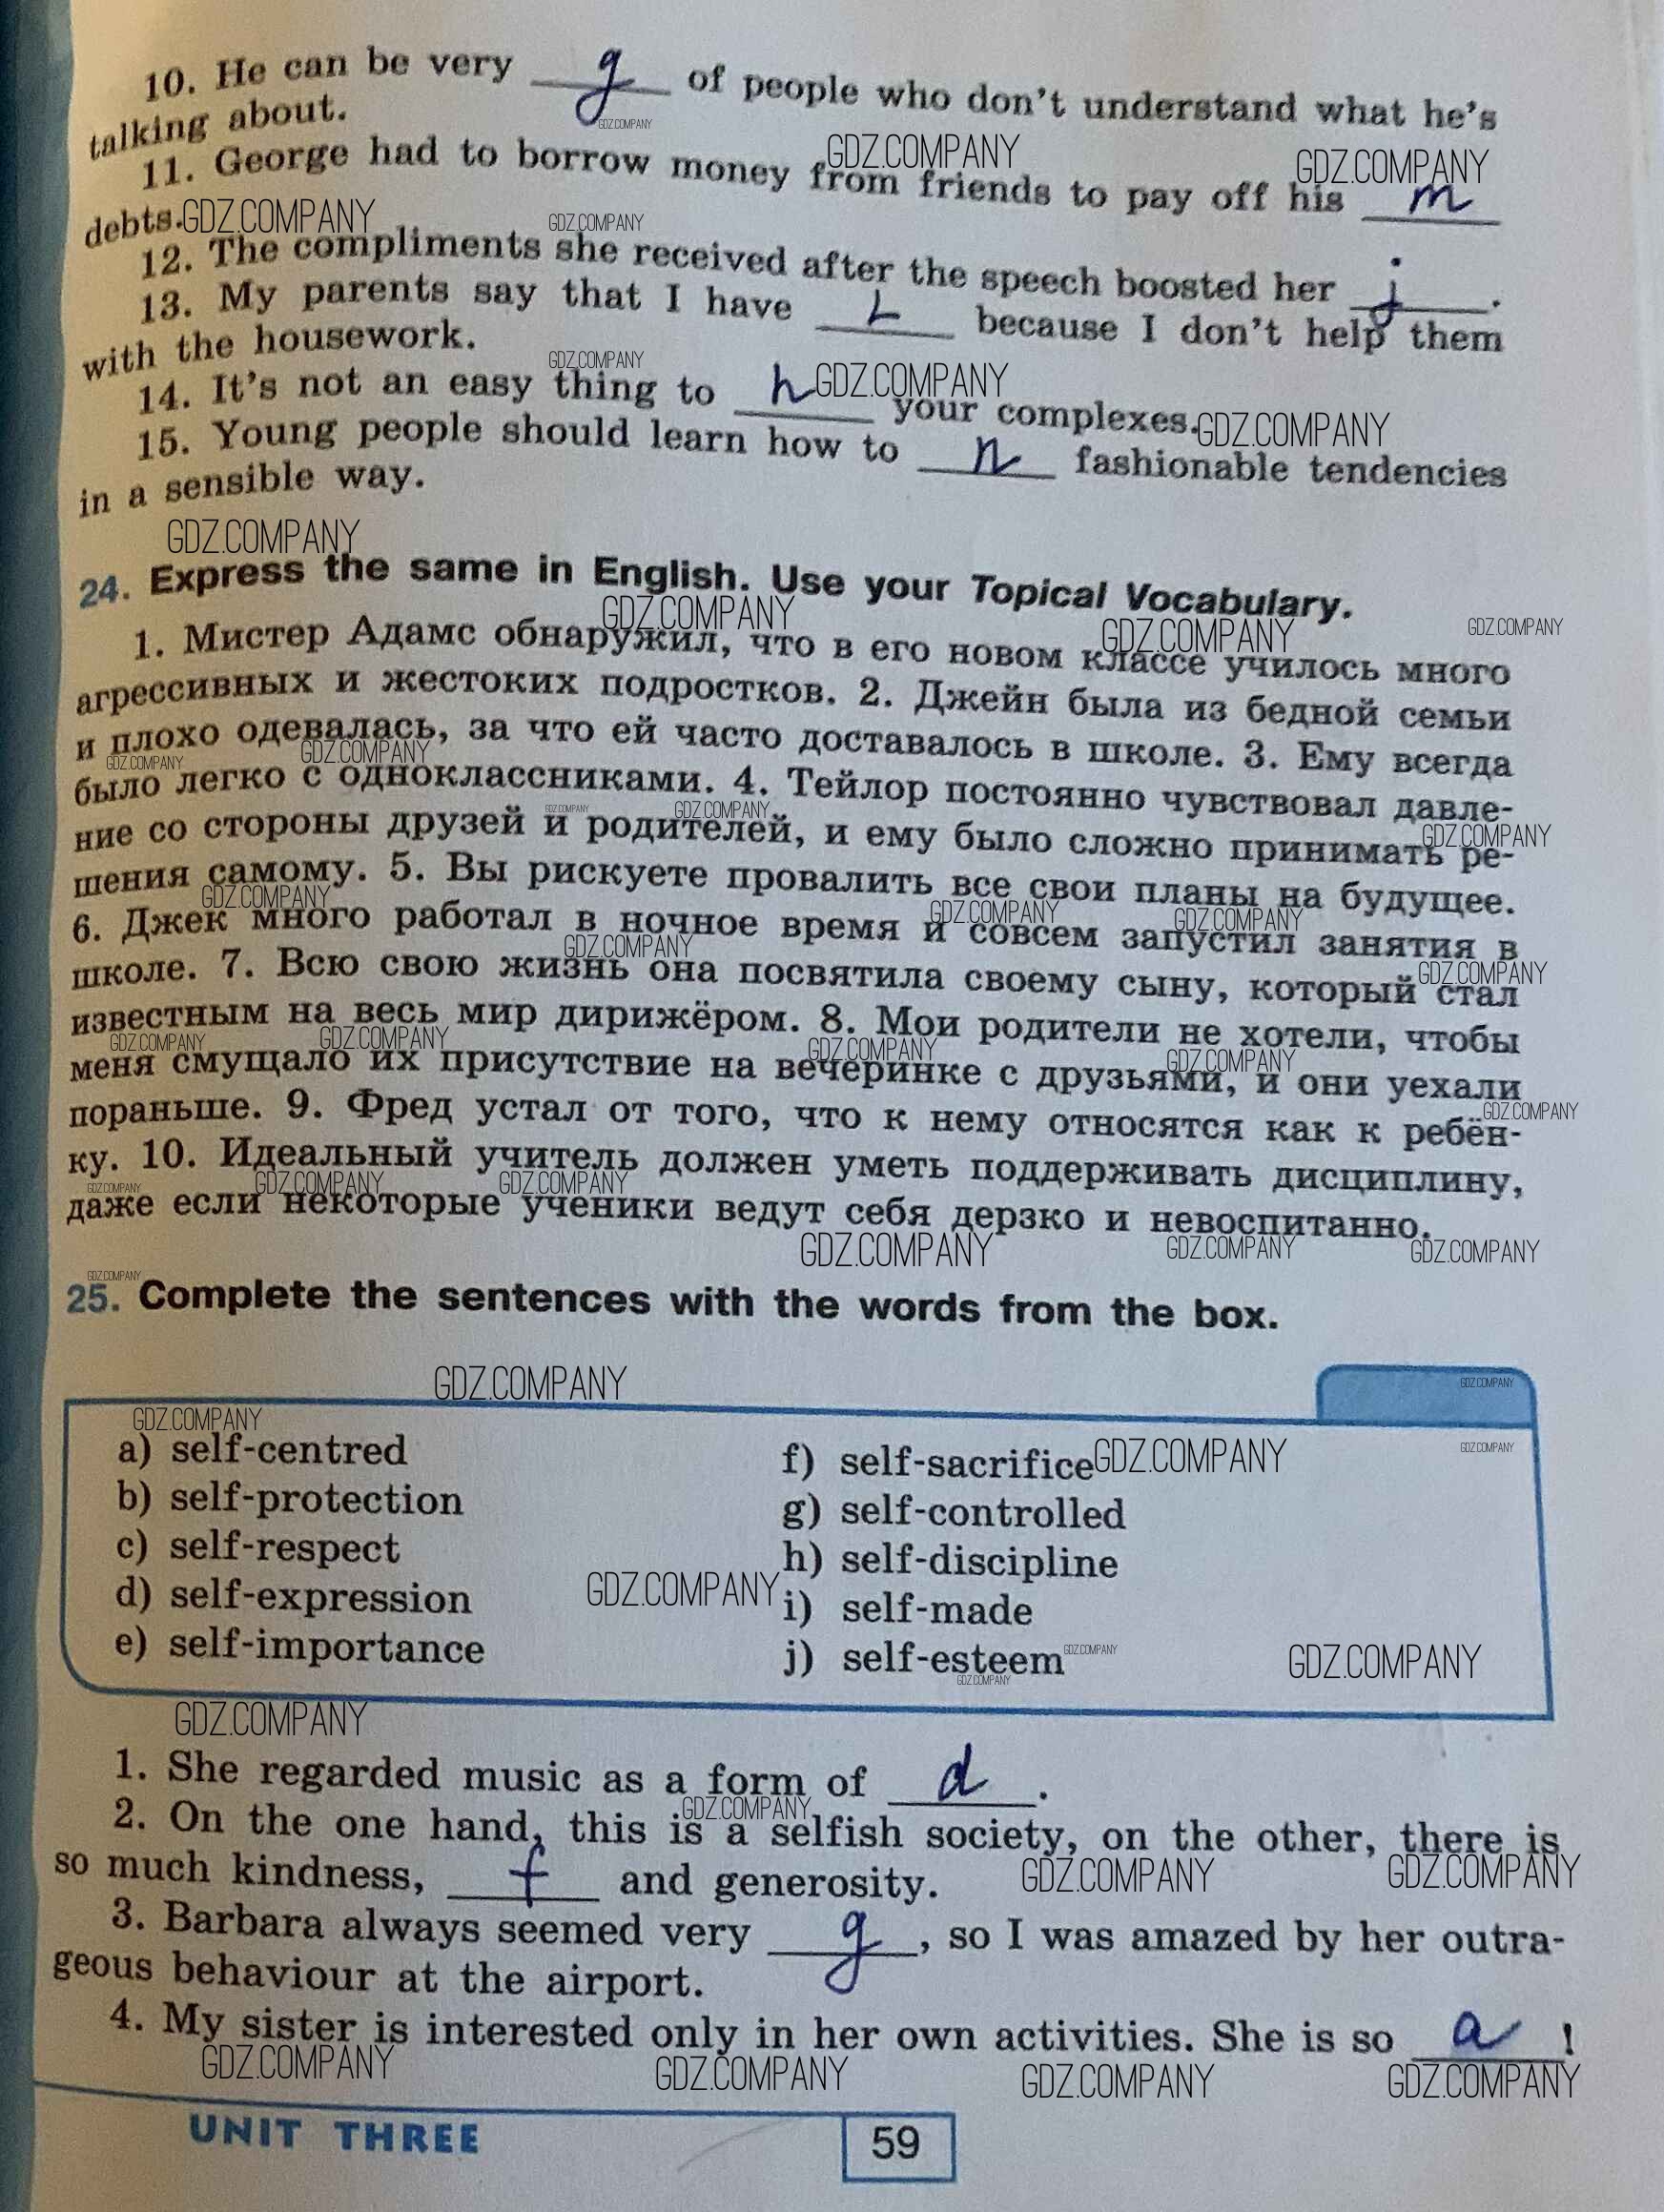 10. He can be very g of people who don't understand what he's
talking about.
11. George had to borrow money from friends to pay off his m
debts.
12. The compliments she received after the speech boosted her j.
13. My parents say that I have L because I don't help them
with the housework.
14. It's not an easy thing to h your complexes.
15. Young people should learn how to n fashionable tendencies
in a sensible way.
24. Express the same in English. Use your Topical Vocabulary.
1. Мистер Адамс обнаружил, что в его новом классе училось много
агрессивных и жестоких подростков. 2. Джейн была из бедной семьи
и плохо одевалась, за что ей часто доставалось в школе. 3. Ему всегда
было легко с одноклассниками. 4. Тейлор постоянно чувствовал давле-
ние со стороны друзей и родителей, и ему было сложно принимать ре-
шения самому. 5. Вы рискуете провалить все свои планы на будущее.
6. Джек много работал в ночное время и совсем запустил занятия в
школе. 7. Всю свою жизнь она посвятила своему сыну, который стал
известным на весь мир дирижёром. 8. Мои родители не хотели, чтобы
меня смущало их присутствие на вечеринке с друзьями, и они уехали
пораньше. 9. Фред устал от того, что к нему относятся как к ребён-
ку. 10. Идеальный учитель должен уметь поддерживать дисциплину,
даже если некоторые ученики ведут себя дерзко и невоспитанно.
25. Complete the sentences with the words from the box.
a) self-centred
b) self-protection
c) self-respect
d) self-expression
e) self-importance
f) self-sacrifice
g) self-controlled
h) self-discipline
i) self-made
j) self-esteem
1. She regarded music as a form of d.
2. On the one hand, this is a selfish society, on the other, there is
so much kindness, f and generosity.
3. Barbara always seemed very g, so I was amazed by her outra-
geous behaviour at the airport.
4. My sister is interested only in her own activities. She is so a!
UNIT THREE
59
GDZ.COMPANY